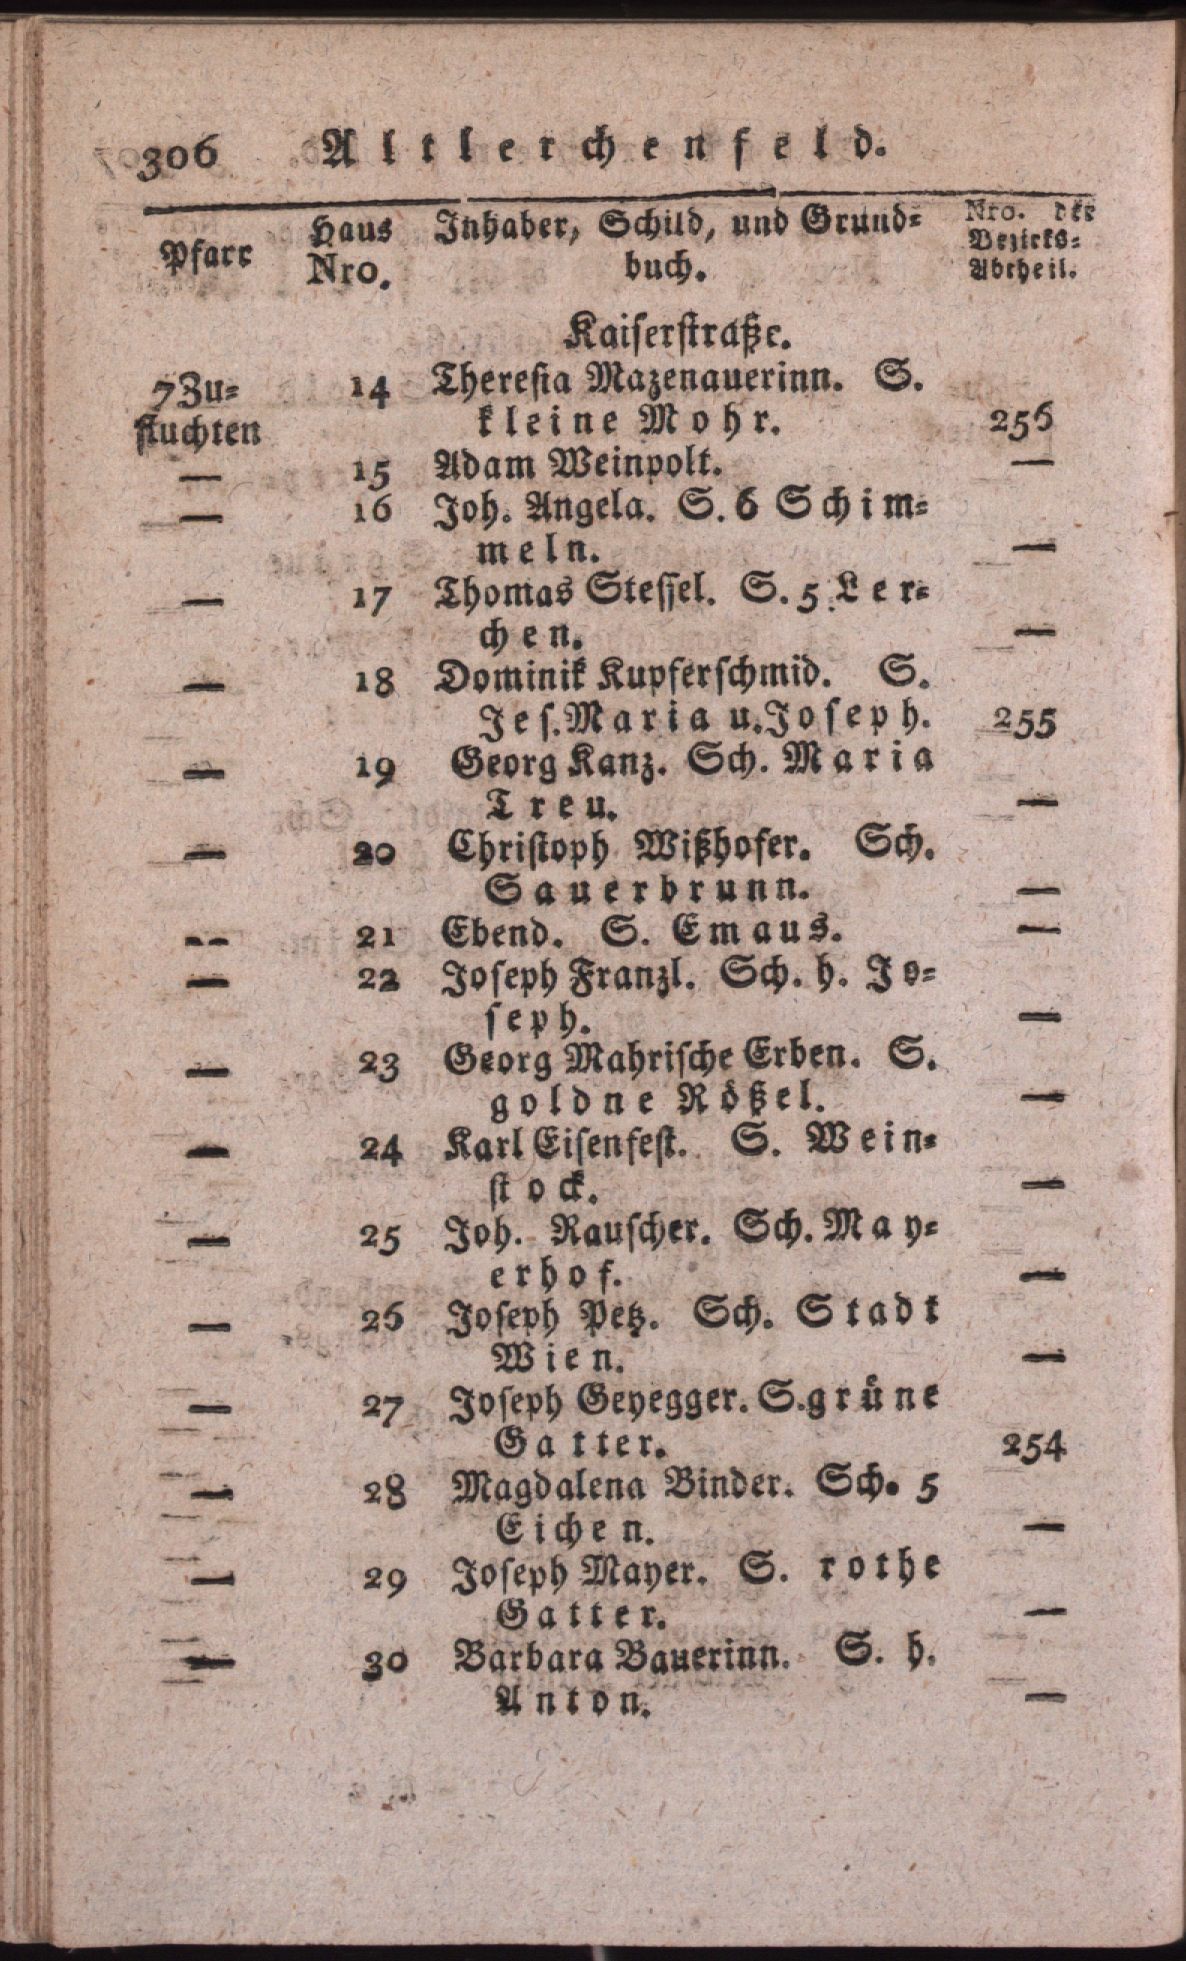 306 Altlerchenfeld.
Pfarr Haus Nro. Inhaber, Schild, und Grund= buch. Nro. der Bezirks= Abtheil.
Kaiserstraße.
7 Zu= 14 Theresia Mazenauerinn. S.
fluchten kleine Mohr. 256
— 15 Adam Weinpolt. —
— 16 Joh. Angela. S. 6 Schim=
meln. —
— 17 Thomas Stessel. S. 5 Ler=
chen. —
— 18 Dominik Kupferschmid. S.
Jes. Maria u. Joseph. 255
— 19 Georg Kanz. Sch. Maria
Treu. —
— 20 Christoph Wißhofer. Sch.
Sauerbrunn. —
— 21 Ebend. S. Emaus. —
— 22 Joseph Franzl. Sch. h. Jo=
seph. —
— 23 Georg Mahrische Erben. S.
goldne Rößel. —
— 24 Karl Eisenfest. S. Wein=
stock. —
— 25 Joh. Rauscher. Sch. May=
erhof. —
— 26 Joseph Petz. Sch. Stadt
Wien. —
— 27 Joseph Geyegger. S. grüne
Gatter. 254
— 28 Magdalena Binder. Sch. 5
Eichen. —
— 29 Joseph Mayer. S. rothe
Gatter. —
— 30 Barbara Bauerinn. S. h.
Anton. —